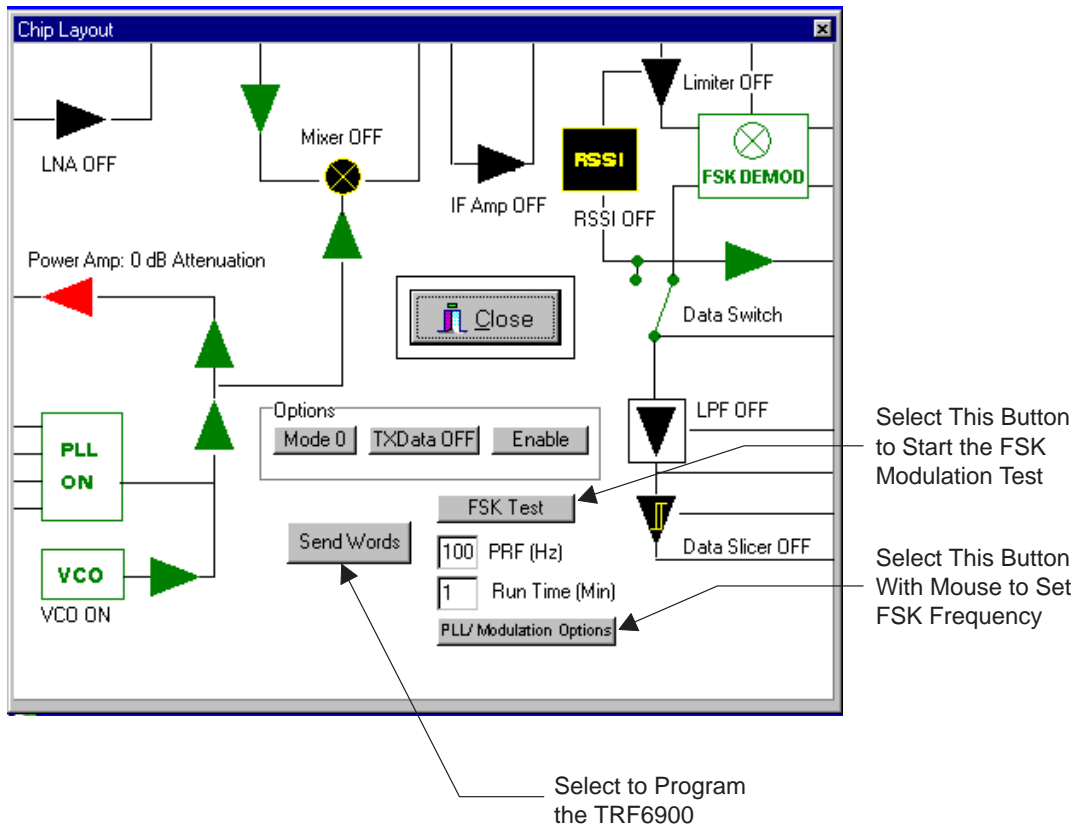 Chip Layout
LNA OFF
Mixer OFF
IF Amp OFF
RSSI
RSSI OFF
Limiter OFF
FSK DEMOD
Power Amp: 0 dB Attenuation
Close
Data Switch
PLL
ON
Options
Mode 0
TXData OFF
Enable
LPF OFF
FSK Test
Send Words
100
PRF (Hz)
1
Run Time (Min)
PLL/ Modulation Options
Data Slicer OFF
VCO
VCO ON
Select This Button
to Start the FSK
Modulation Test
Select This Button
With Mouse to Set
FSK Frequency
Select to Program
the TRF6900